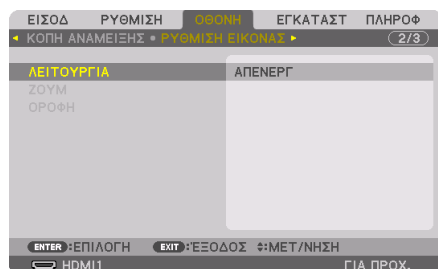 ΕΙΣΟΔ ΡΥΘΜΙΣΗ ΟΘΟΝΗ ΕΓΚΑΤΑΣΤ ΠΛΗΡΟΦ
ΚΟΠΗ ΑΝΑΜΕΙΞΗΣ • ΡΥΘΜΙΣΗ ΕΙΚΟΝΑΣ 2/3
ΛΕΙΤΟΥΡΓΙΑ ΑΠΕΝΕΡΓ
ΖΟΥΜ
ΟΡΟΦΗ
ENTER :ΕΠΙΛΟΓΗ EXIT :ΈΞΟΔΟΣ :ΜΕΤ/ΝΗΣΗ
HDMI1 ΓΙΑ ΠΡΟΧ.